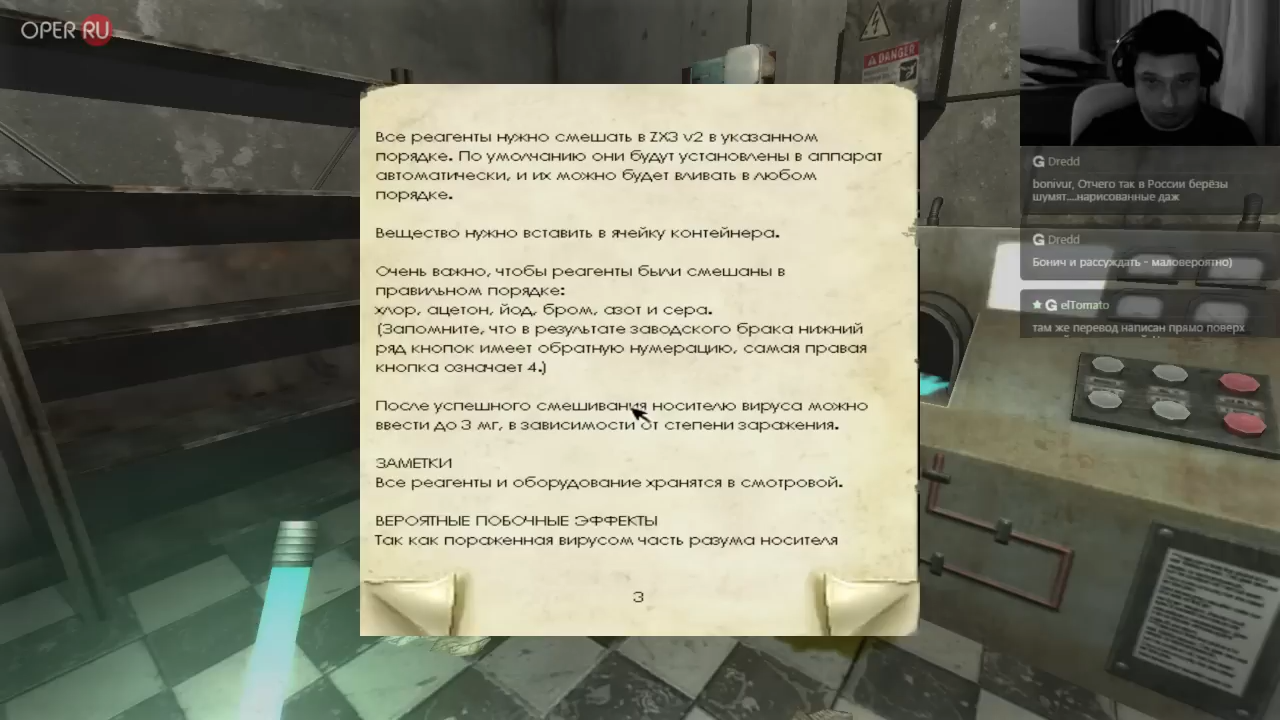 OPER RU
DANGER
Все реагенты нужно смешать в ZX3 v2 в указанном
порядке. По умолчанию они будут установлены в аппарат
автоматически, и их можно будет вливать в любом
порядке.
Вещество нужно вставить в ячейку контейнера.
Очень важно, чтобы реагенты были смешаны в
правильном порядке:
хлор, ацетон, йод, бром, азот и сера.
(Запомните, что в результате заводского брака нижний
ряд кнопок имеет обратную нумерацию, самая правая
кнопка означает 4.)
После успешного смешивания носителю вируса можно
ввести до 3 мг, в зависимости от степени заражения.
ЗАМЕТКИ
Все реагенты и оборудование хранятся в смотровой.
ВЕРОЯТНЫЕ ПОБОЧНЫЕ ЭФФЕКТЫ
Так как пораженная вирусом часть разума носителя
3
Dredd
bonivur, Отчего так в России берёзы
шумят....нарисованные даж
Dredd
Бонич и рассуждать - маловероятно)
elTomato
там же перевод написан прямо поверх